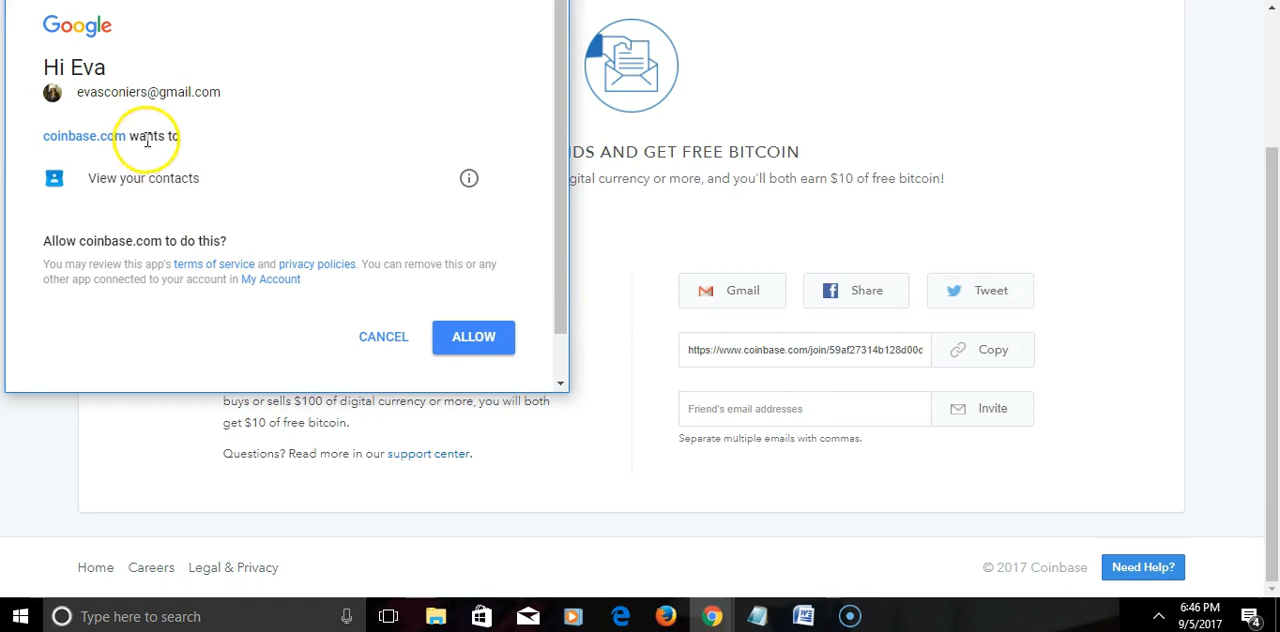 Google
Hi Eva
evasconiers@gmail.com
coinbase.com wants to
View your contacts
Allow coinbase.com to do this?
You may review this app's terms of service and privacy policies. You can remove this or any
other app connected to your account in My Account
CANCEL
ALLOW
DS AND GET FREE BITCOIN
gital currency or more, and you'll both earn $10 of free bitcoin!
Gmail
Share
Tweet
https://www.coinbase.com/join/59af27314b128d00c
Copy
Friend's email addresses
Invite
Separate multiple emails with commas.
buys or sells $100 of digital currency or more, you will both
get $10 of free bitcoin.
Questions? Read more in our support center.
Home
Careers
Legal & Privacy
© 2017 Coinbase
Need Help?
Type here to search
6:46 PM
9/5/2017
4